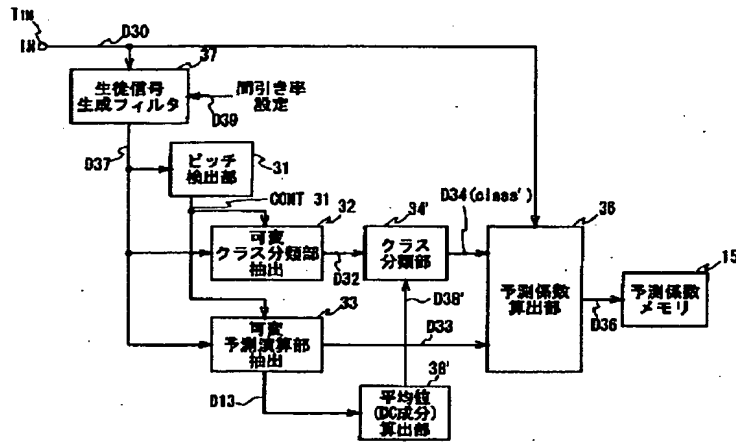 TIN
IN
D30
37
生徒信号
生成フィルタ
間引き率
設定
D39
D37
ピッチ
検出部
31
CONT 31
32
34'
D34(class')
36
可変
クラス分類部
抽出
D32
クラス
分類部
15
D38'
予測係数
算出部
予測係数
メモリ
D36
33
可変
予測演算部
抽出
D33
D13
38'
平均値
(DC成分)
算出部